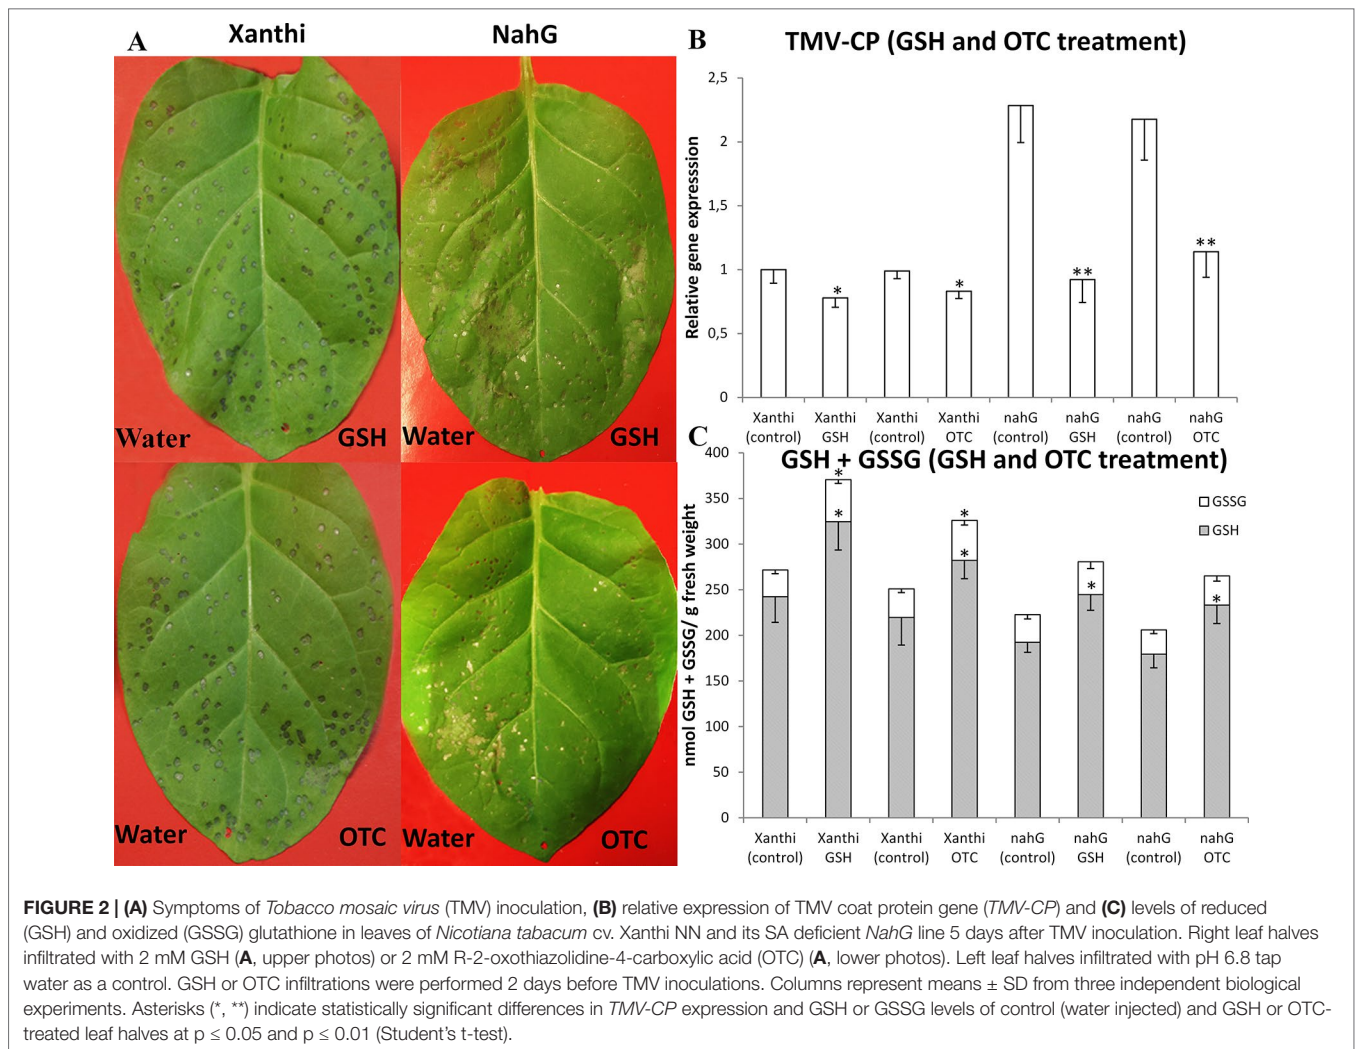 A
Xanthi
NahG
Water
GSH
Water
GSH
Water
OTC
Water
OTC
B
TMV-CP (GSH and OTC treatment)
Relative gene expresssion
2,5
2
1,5
1
0,5
0
*
*
**
**
Xanthi (control)
Xanthi GSH
Xanthi (control)
Xanthi OTC
nahG (control)
nahG GSH
nahG (control)
nahG OTC
C
GSH + GSSG (GSH and OTC treatment)
nmol GSH + GSSG/ g fresh weight
400
350
300
250
200
150
100
50
0
*
*
*
*
*
*
GSSG
GSH
Xanthi (control)
Xanthi GSH
Xanthi (control)
Xanthi OTC
nahG (control)
nahG GSH
nahG (control)
nahG OTC
FIGURE 2 | (A) Symptoms of Tobacco mosaic virus (TMV) inoculation, (B) relative expression of TMV coat protein gene (TMV-CP) and (C) levels of reduced
(GSH) and oxidized (GSSG) glutathione in leaves of Nicotiana tabacum cv. Xanthi NN and its SA deficient NahG line 5 days after TMV inoculation. Right leaf halves
infiltrated with 2 mM GSH (A, upper photos) or 2 mM R-2-oxothiazolidine-4-carboxylic acid (OTC) (A, lower photos). Left leaf halves infiltrated with pH 6.8 tap
water as a control. GSH or OTC infiltrations were performed 2 days before TMV inoculations. Columns represent means ± SD from three independent biological
experiments. Asterisks (*, **) indicate statistically significant differences in TMV-CP expression and GSH or GSSG levels of control (water injected) and GSH or OTC-
treated leaf halves at p ≤ 0.05 and p ≤ 0.01 (Student's t-test).